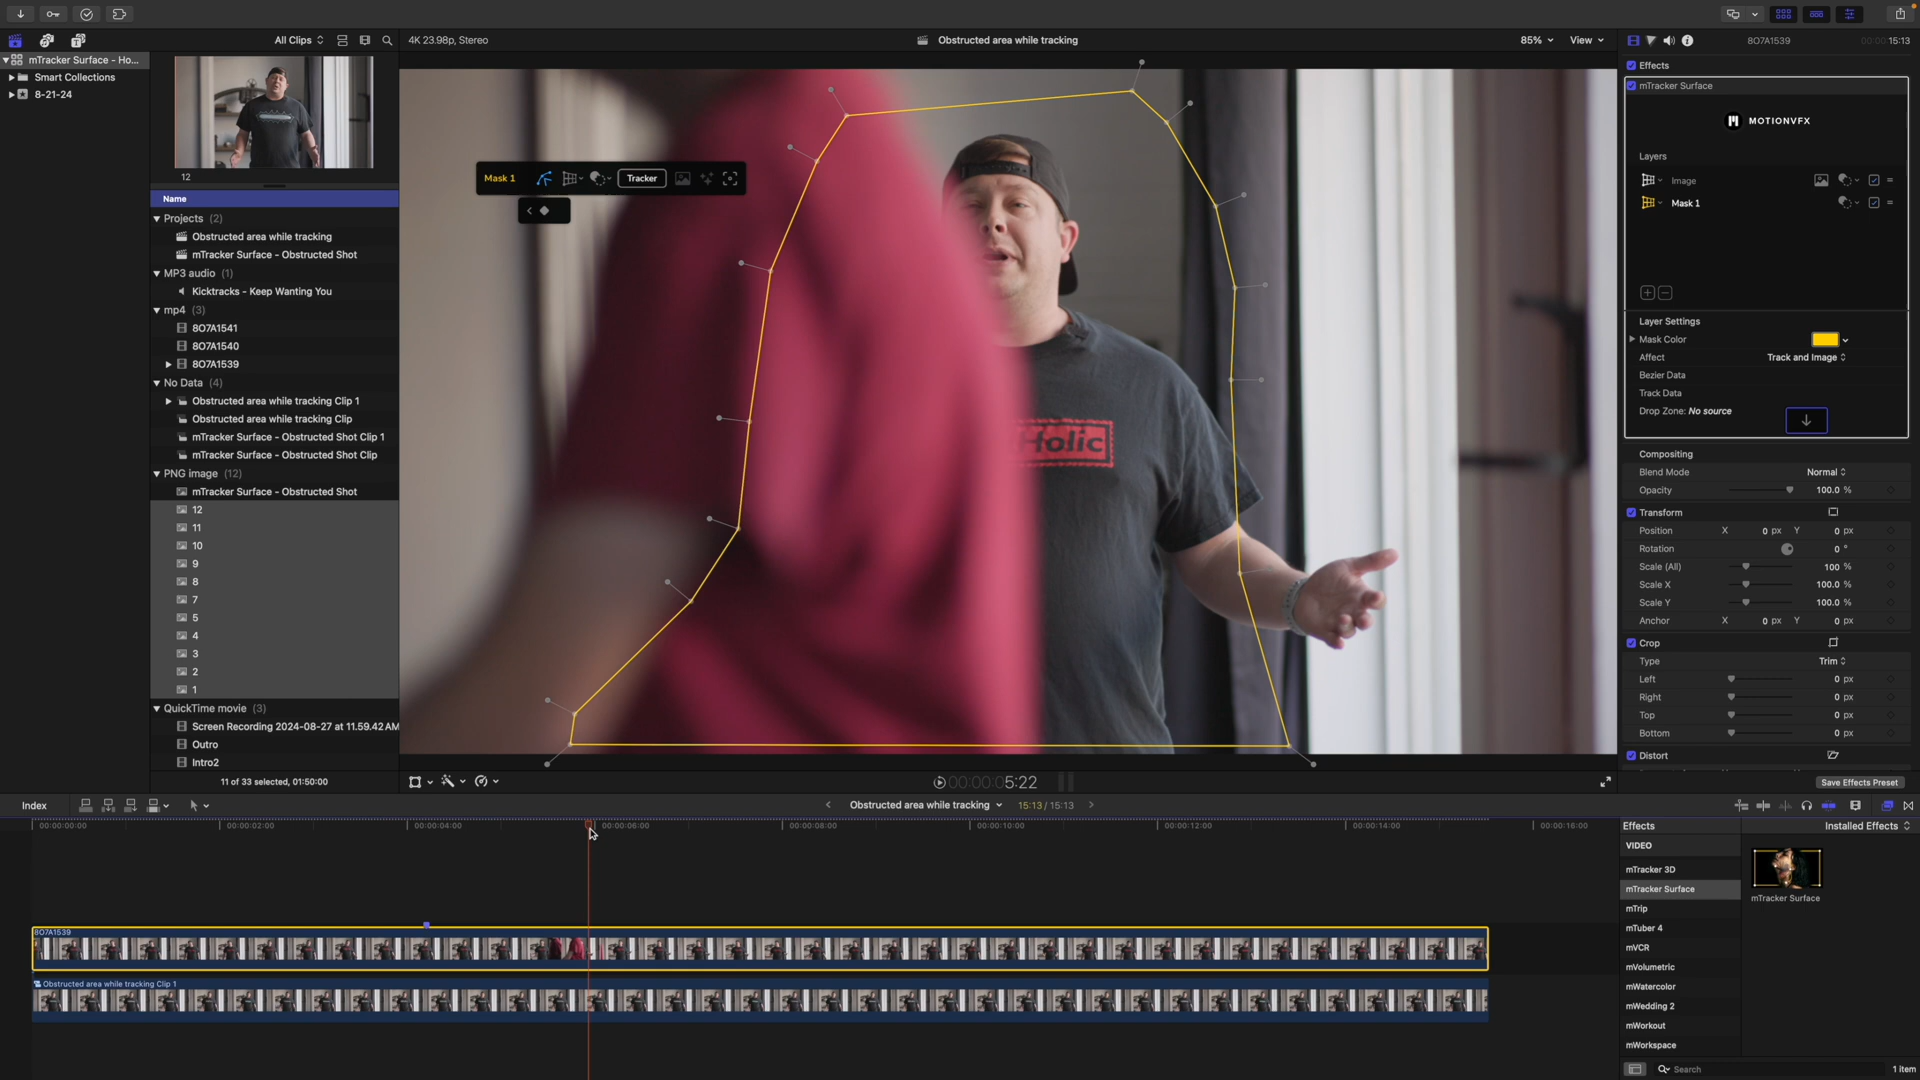 All Clips
4K 23.98p, Stereo
Obstructed area while tracking
85%
View
8O7A1539
00:00:15:13
mTracker Surface - Ho...
Smart Collections
8-21-24
12
Name
Projects (2)
Obstructed area while tracking
mTracker Surface - Obstructed Shot
MP3 audio (1)
Kicktracks - Keep Wanting You
mp4 (3)
8O7A1541
8O7A1540
8O7A1539
No Data (4)
Obstructed area while tracking Clip 1
Obstructed area while tracking Clip
mTracker Surface - Obstructed Shot Clip 1
mTracker Surface - Obstructed Shot Clip
PNG image (12)
mTracker Surface - Obstructed Shot
12
11
10
9
8
7
5
4
3
2
1
QuickTime movie (3)
Screen Recording 2024-08-27 at 11.59.42 AM
Outro
Intro2
11 of 33 selected, 01:50:00
Mask 1
Tracker
Holic
00:00:05:22
Effects
mTracker Surface
MOTIONVFX
Layers
Image
Mask 1
Layer Settings
Mask Color
Affect Track and Image
Bezier Data
Track Data
Drop Zone: No source
Compositing
Blend Mode Normal
Opacity 100.0 %
Transform
Position X 0 px Y 0 px
Rotation 0 °
Scale (All) 100 %
Scale X 100.0 %
Scale Y 100.0 %
Anchor X 0 px Y 0 px
Crop
Type Trim
Left 0 px
Right 0 px
Top 0 px
Bottom 0 px
Distort
Save Effects Preset
Index
Obstructed area while tracking
15:13 / 15:13
00:00:00:00
00:00:02:00
00:00:04:00
00:00:06:00
00:00:08:00
00:00:10:00
00:00:12:00
00:00:14:00
00:00:16:00
8O7A1539
Obstructed area while tracking Clip 1
Effects
Installed Effects
VIDEO
mTracker 3D
mTracker Surface
mTrip
mTuber 4
mVCR
mVolumetric
mWatercolor
mWedding 2
mWorkout
mWorkspace
mTracker Surface
Search
1 item